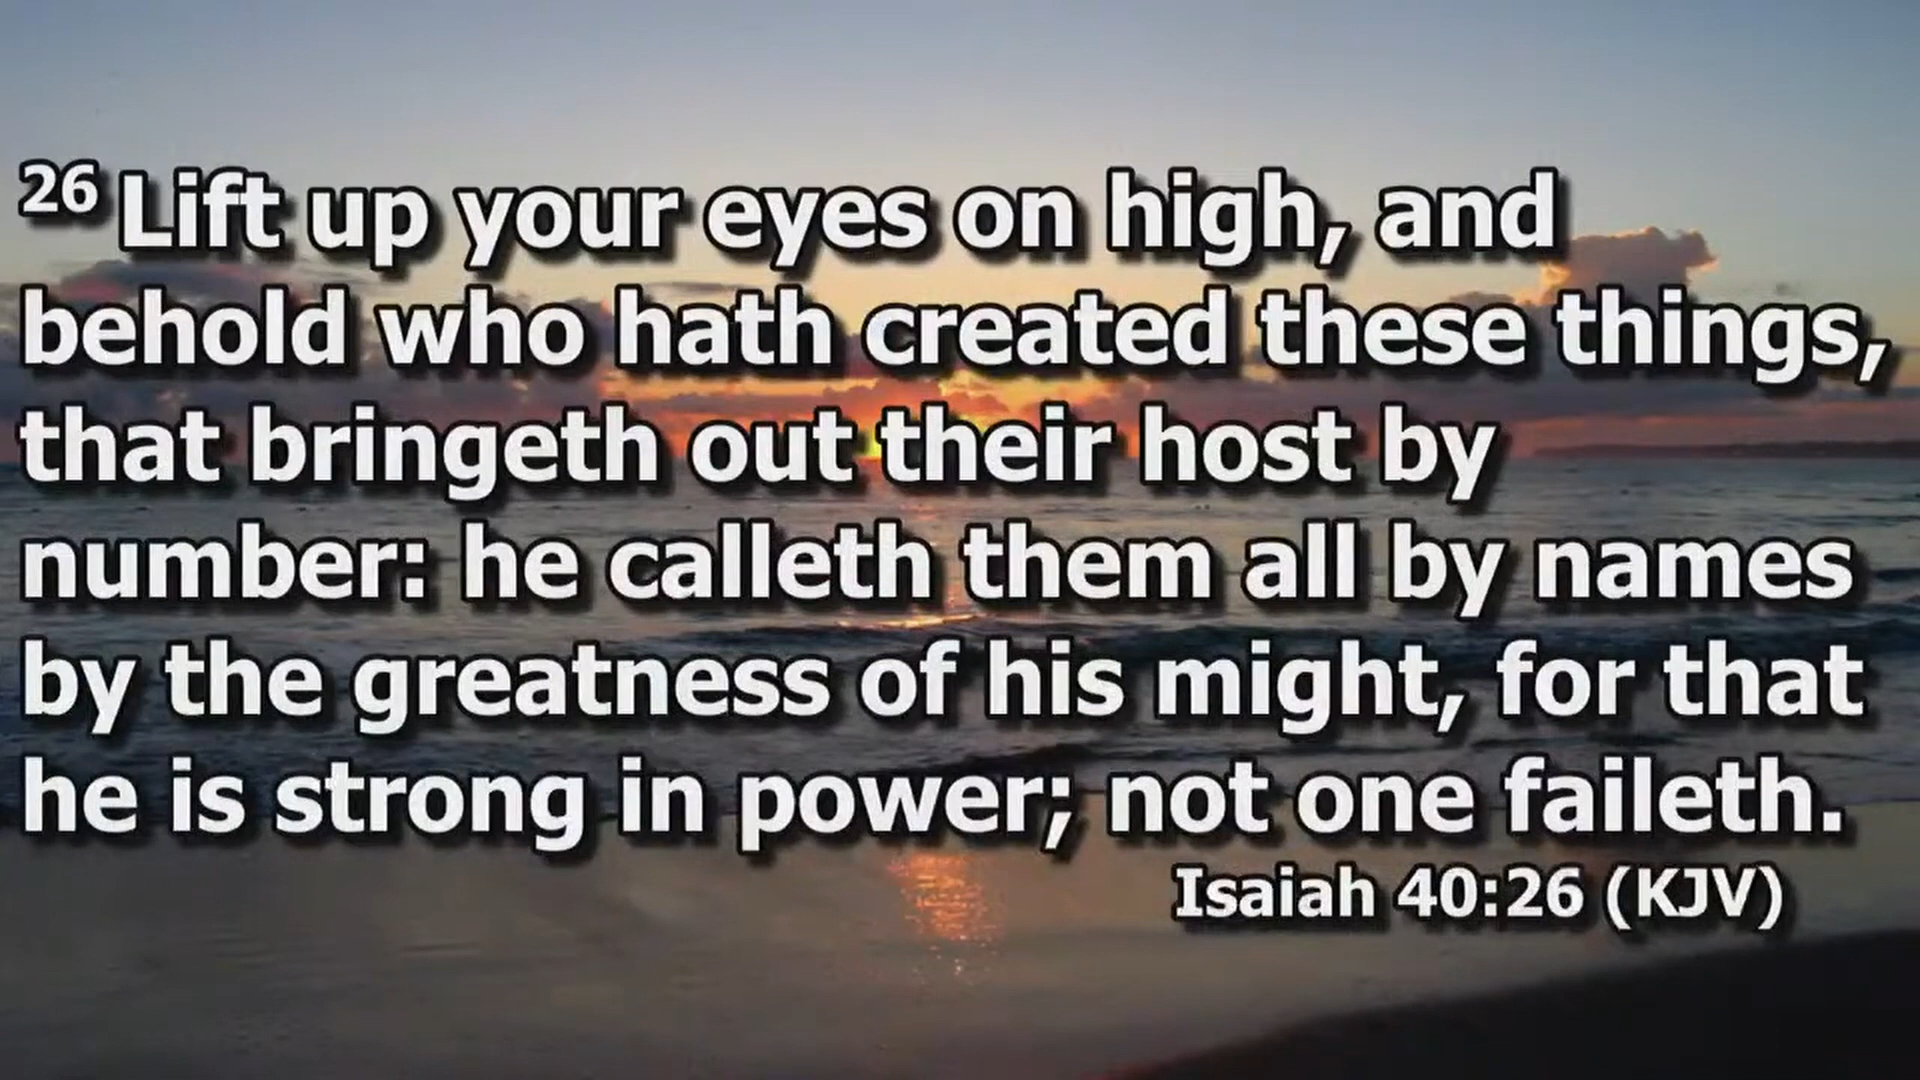 26 Lift up your eyes on high, and
behold who hath created these things,
that bringeth out their host by
number: he calleth them all by names
by the greatness of his might, for that
he is strong in power; not one faileth.
Isaiah 40:26 (KJV)